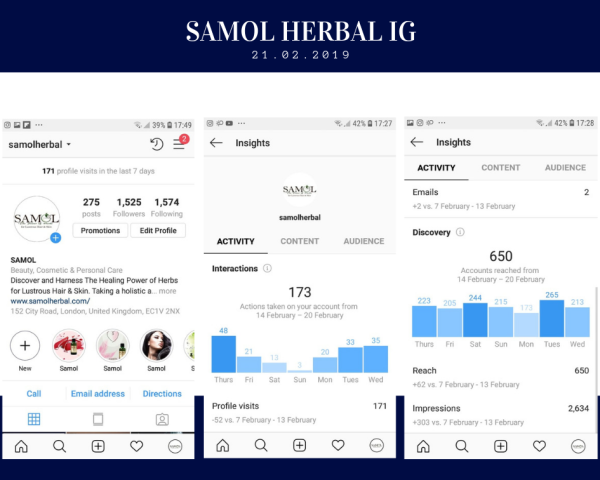 SAMOL HERBAL IG
21.02.2019
39% 17:49
samolherbal
2
171 profile visits in the last 7 days
SAMOL
275 1,525 1,574
posts Followers Following
Promotions Edit Profile
SAMOL
Beauty, Cosmetic & Personal Care
Discover and Harness The Healing Power of Herbs
for Lustrous Hair & Skin. Taking a holistic a... more
www.samolherbal.com/
152 City Road, London, United Kingdom, EC1V 2NX
New Samol Samol Samol S
Call Email address Directions
42% 17:27
Insights
SAMOL
samolherbal
ACTIVITY CONTENT AUDIENCE
Interactions
173
Actions taken on your account from
14 February – 20 February
48 21 13 3 20 33 35
Thurs Fri Sat Sun Mon Tues Wed
Profile visits 171
-52 vs. 7 February - 13 February
42% 17:28
Insights
ACTIVITY CONTENT AUDIENCE
Emails 2
+2 vs. 7 February - 13 February
Discovery
650
Accounts reached from
14 February – 20 February
223 205 244 215 173 265 213
Thurs Fri Sat Sun Mon Tues Wed
Reach 650
+62 vs. 7 February - 13 February
Impressions 2,634
+303 vs. 7 February - 13 February